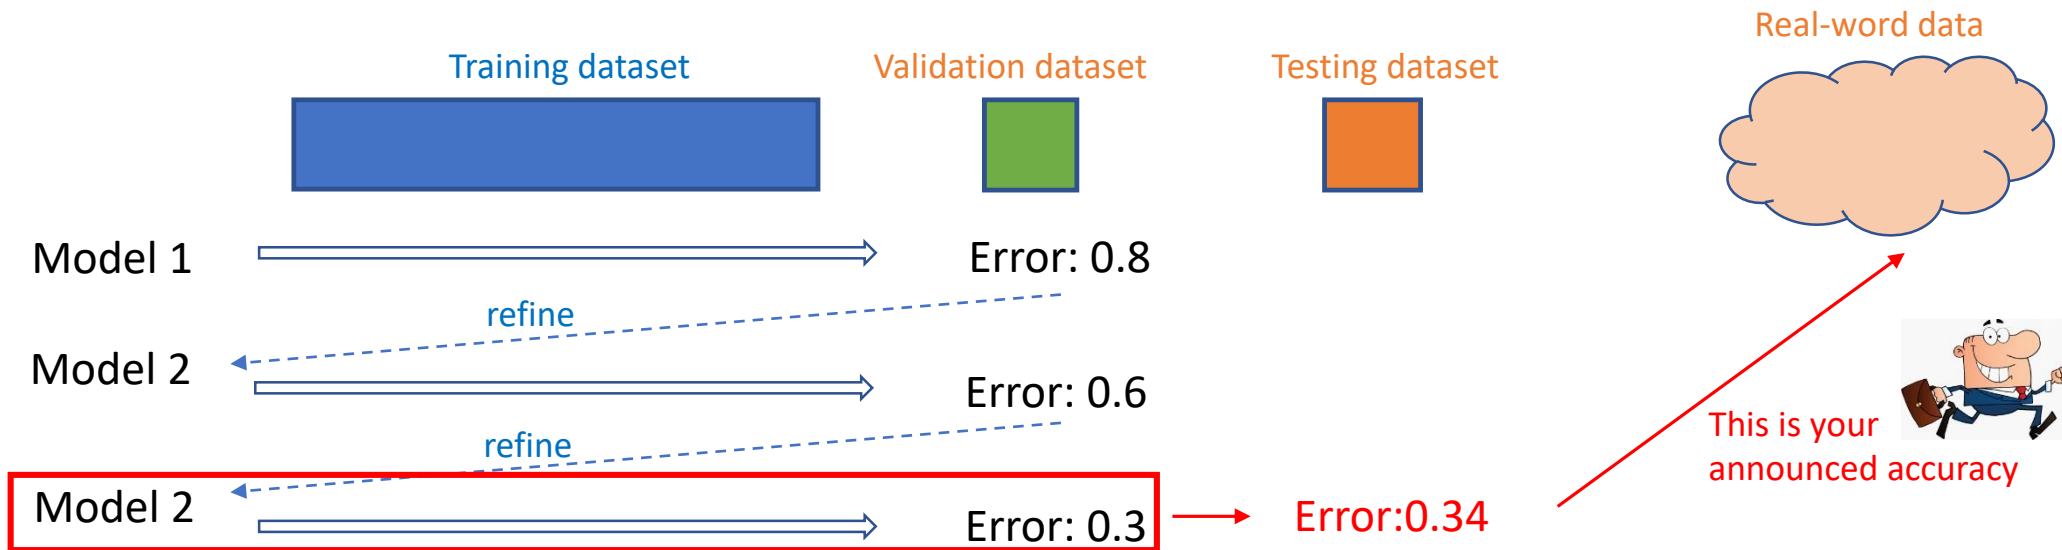 Real-word data
Training dataset
Validation dataset
Testing dataset
Model 1
Error: 0.8
refine
Model 2
Error: 0.6
refine
This is your
announced accuracy
Model 2
Error: 0.3
Error:0.34